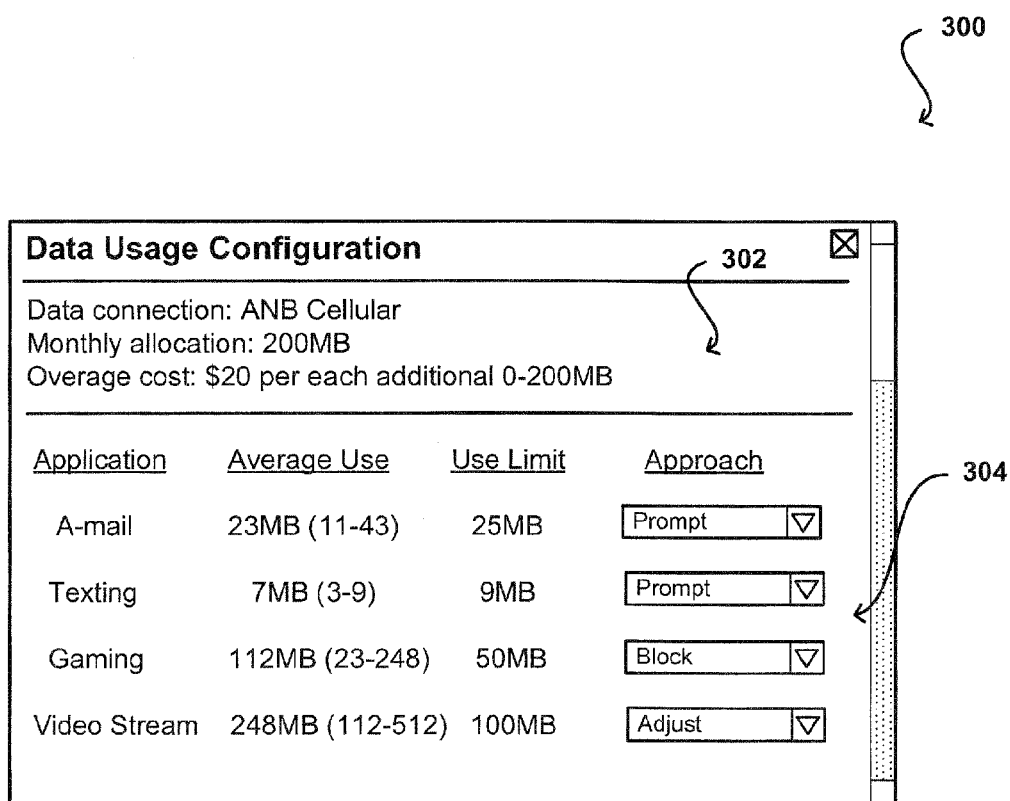 300
Data Usage Configuration
302
Data connection: ANB Cellular
Monthly allocation: 200MB
Overage cost: $20 per each additional 0-200MB
Application Average Use Use Limit Approach
304
A-mail 23MB (11-43) 25MB Prompt
Texting 7MB (3-9) 9MB Prompt
Gaming 112MB (23-248) 50MB Block
Video Stream 248MB (112-512) 100MB Adjust